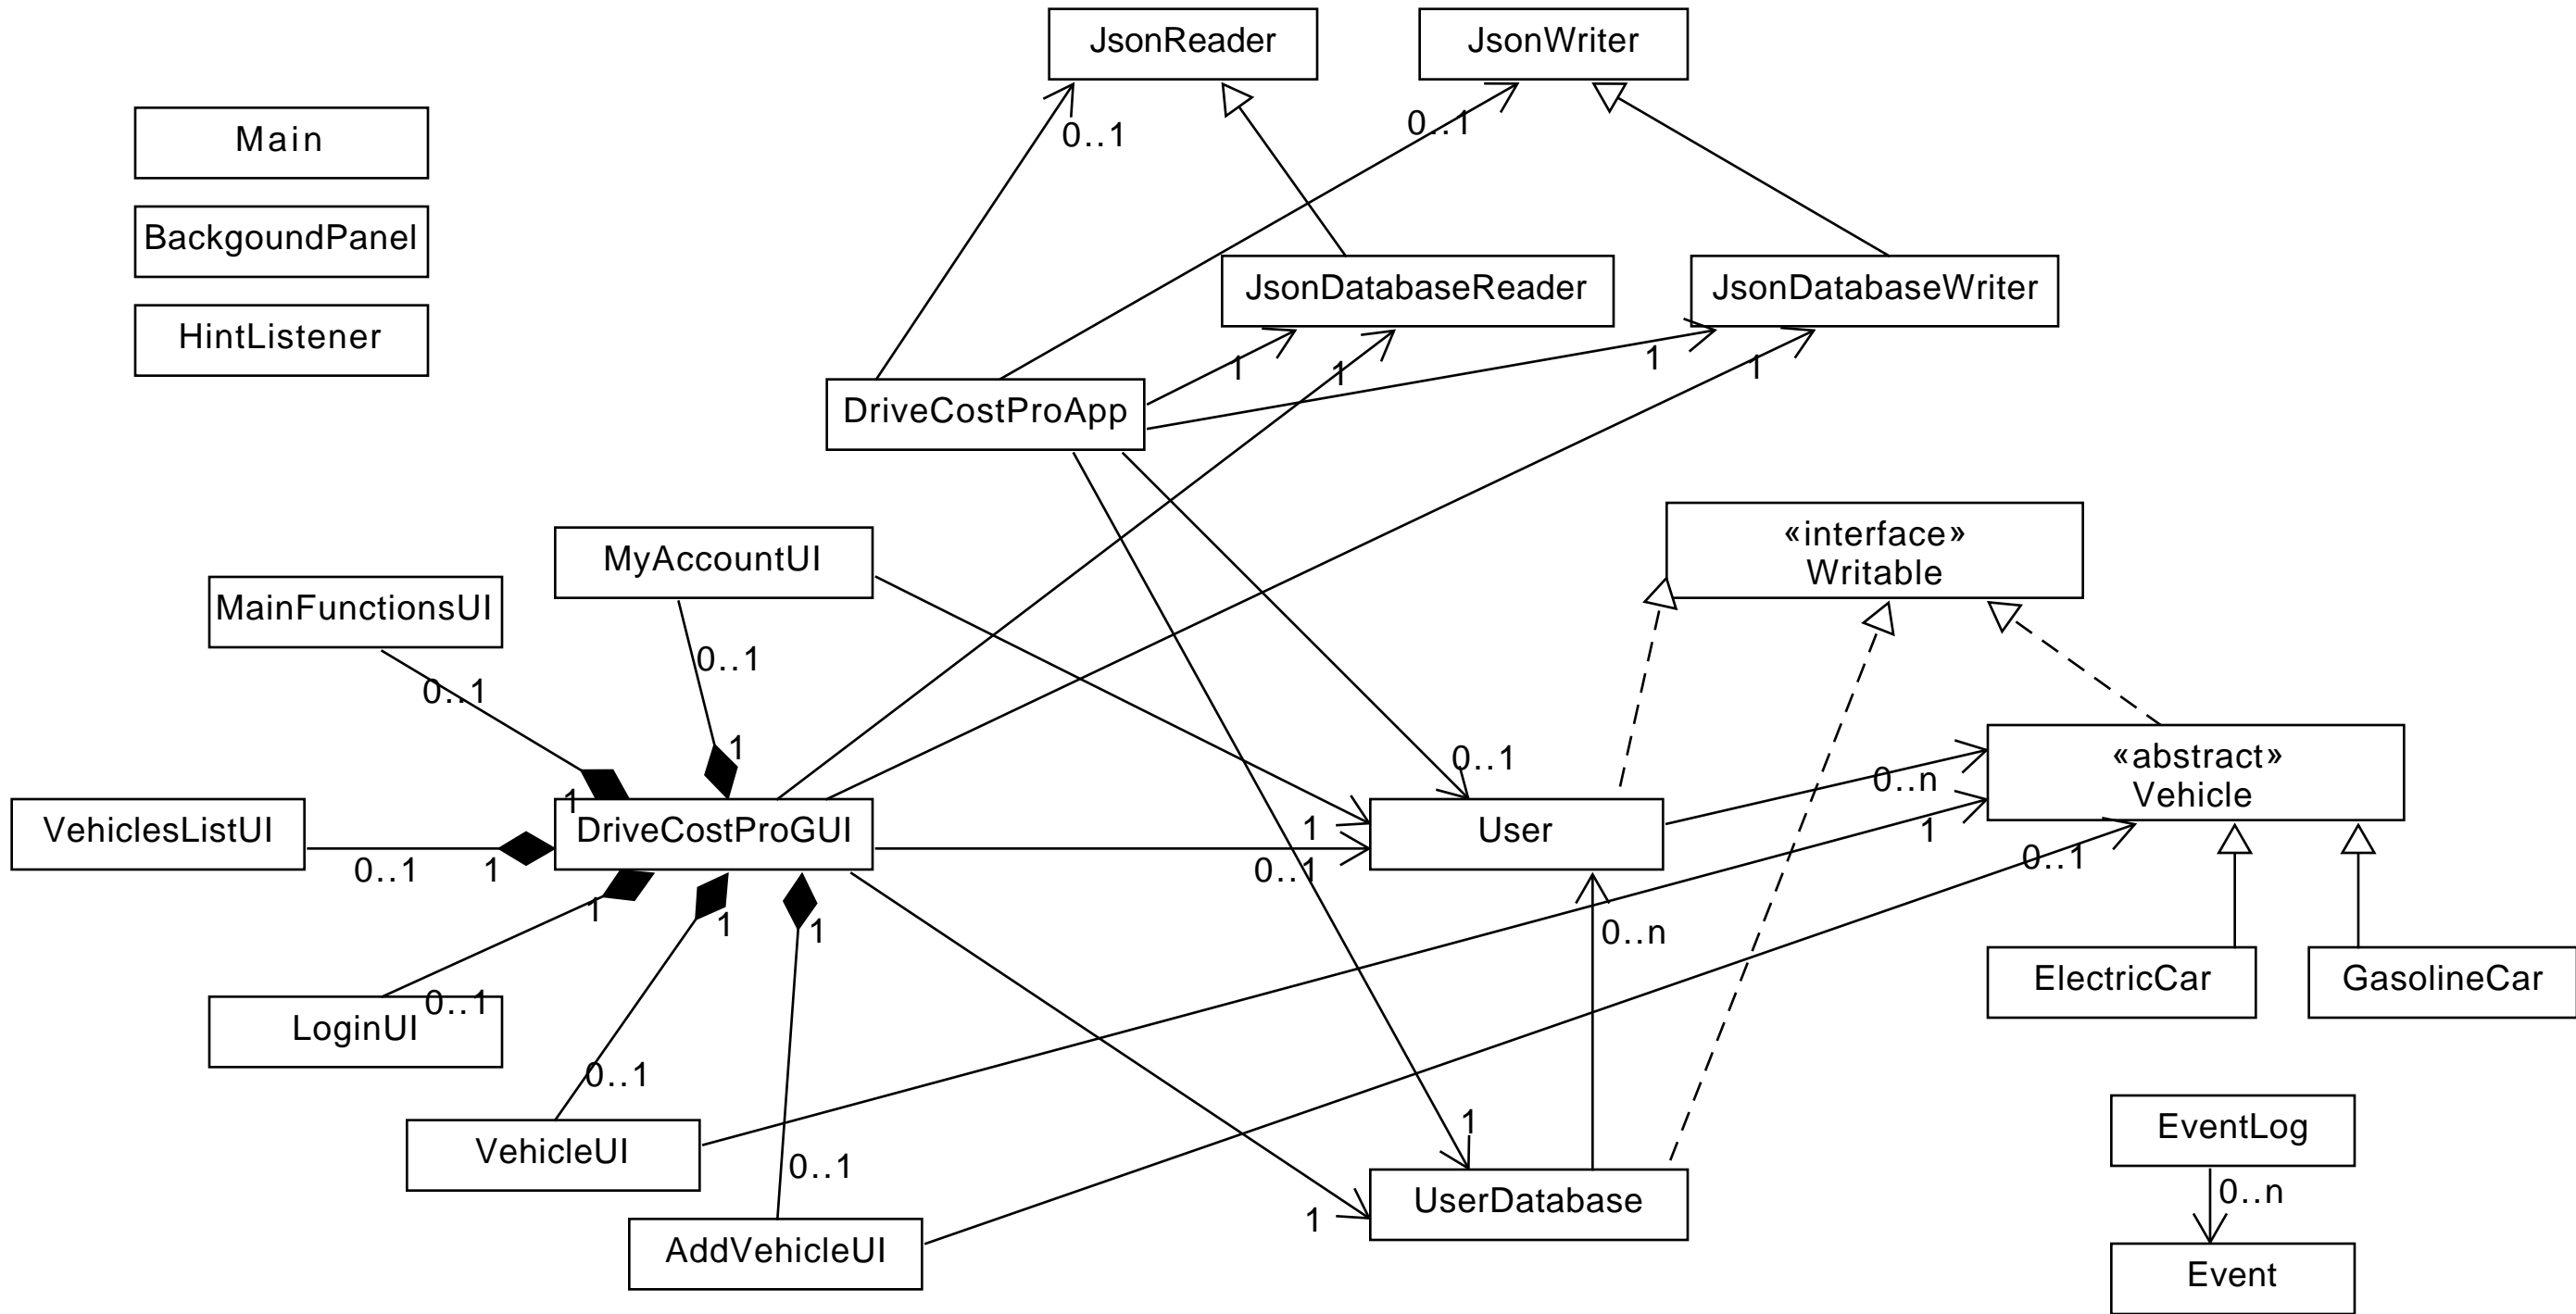 JsonReader
JsonWriter
Main
0..1
0..1
BackgoundPanel
JsonDatabaseReader
JsonDatabaseWriter
HintListener
1
1
1
1
DriveCostProApp
«interface»
Writable
MyAccountUI
MainFunctionsUI
0..1
0..1
1
0..1
«abstract»
Vehicle
0..n
1
VehiclesListUI
DriveCostProGUI
1
User
1
0..1
1
0..1
0..1
1
1
1
0..n
ElectricCar
GasolineCar
0..1
LoginUI
0..1
1
EventLog
VehicleUI
0..1
0..n
UserDatabase
1
AddVehicleUI
Event